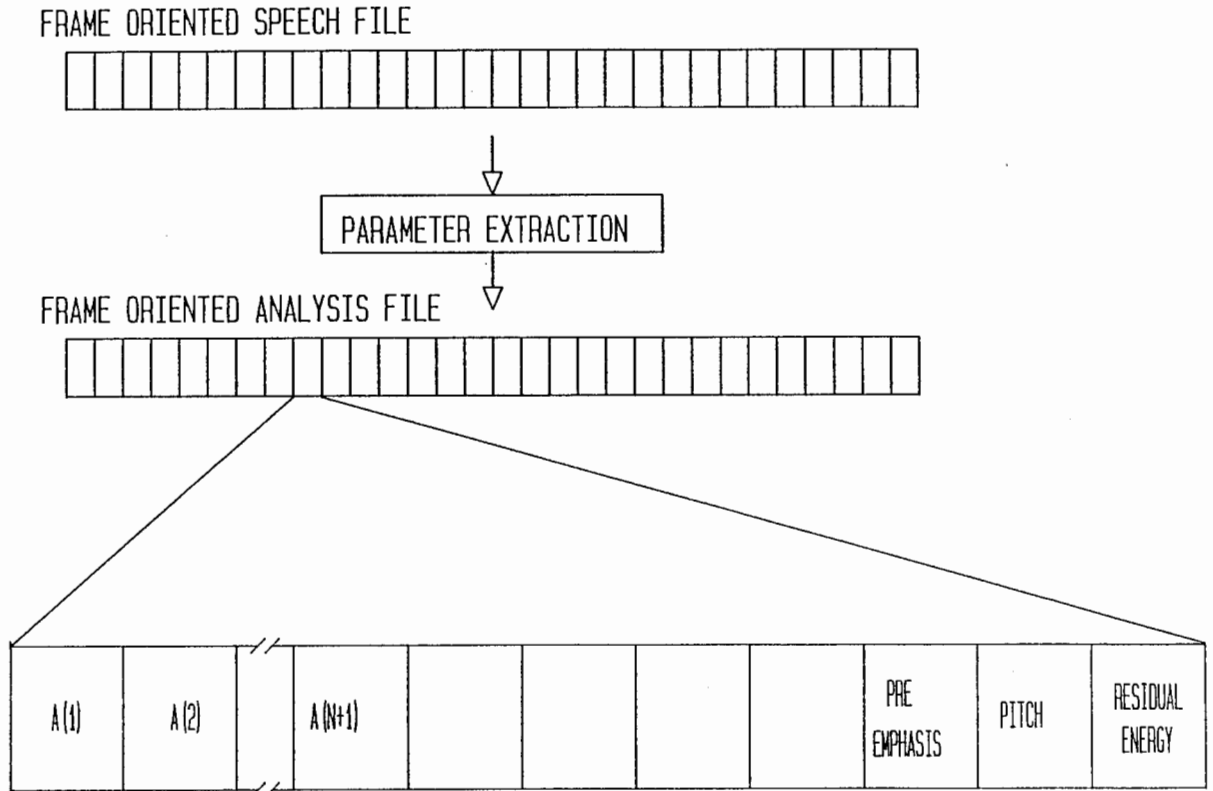 FRAME ORIENTED SPEECH FILE
PARAMETER EXTRACTION
FRAME ORIENTED ANALYSIS FILE
A(1)
A(2)
A(N+1)
PRE
EMPHASIS
PITCH
RESIDUAL
ENERGY